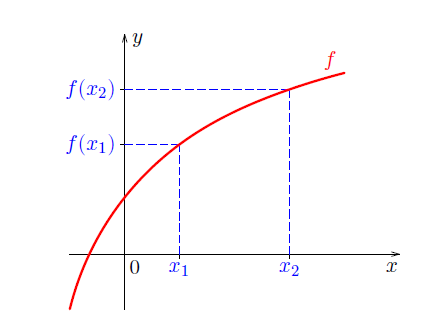 y
f
f(x₂)
f(x₁)
0 x₁ x₂ x